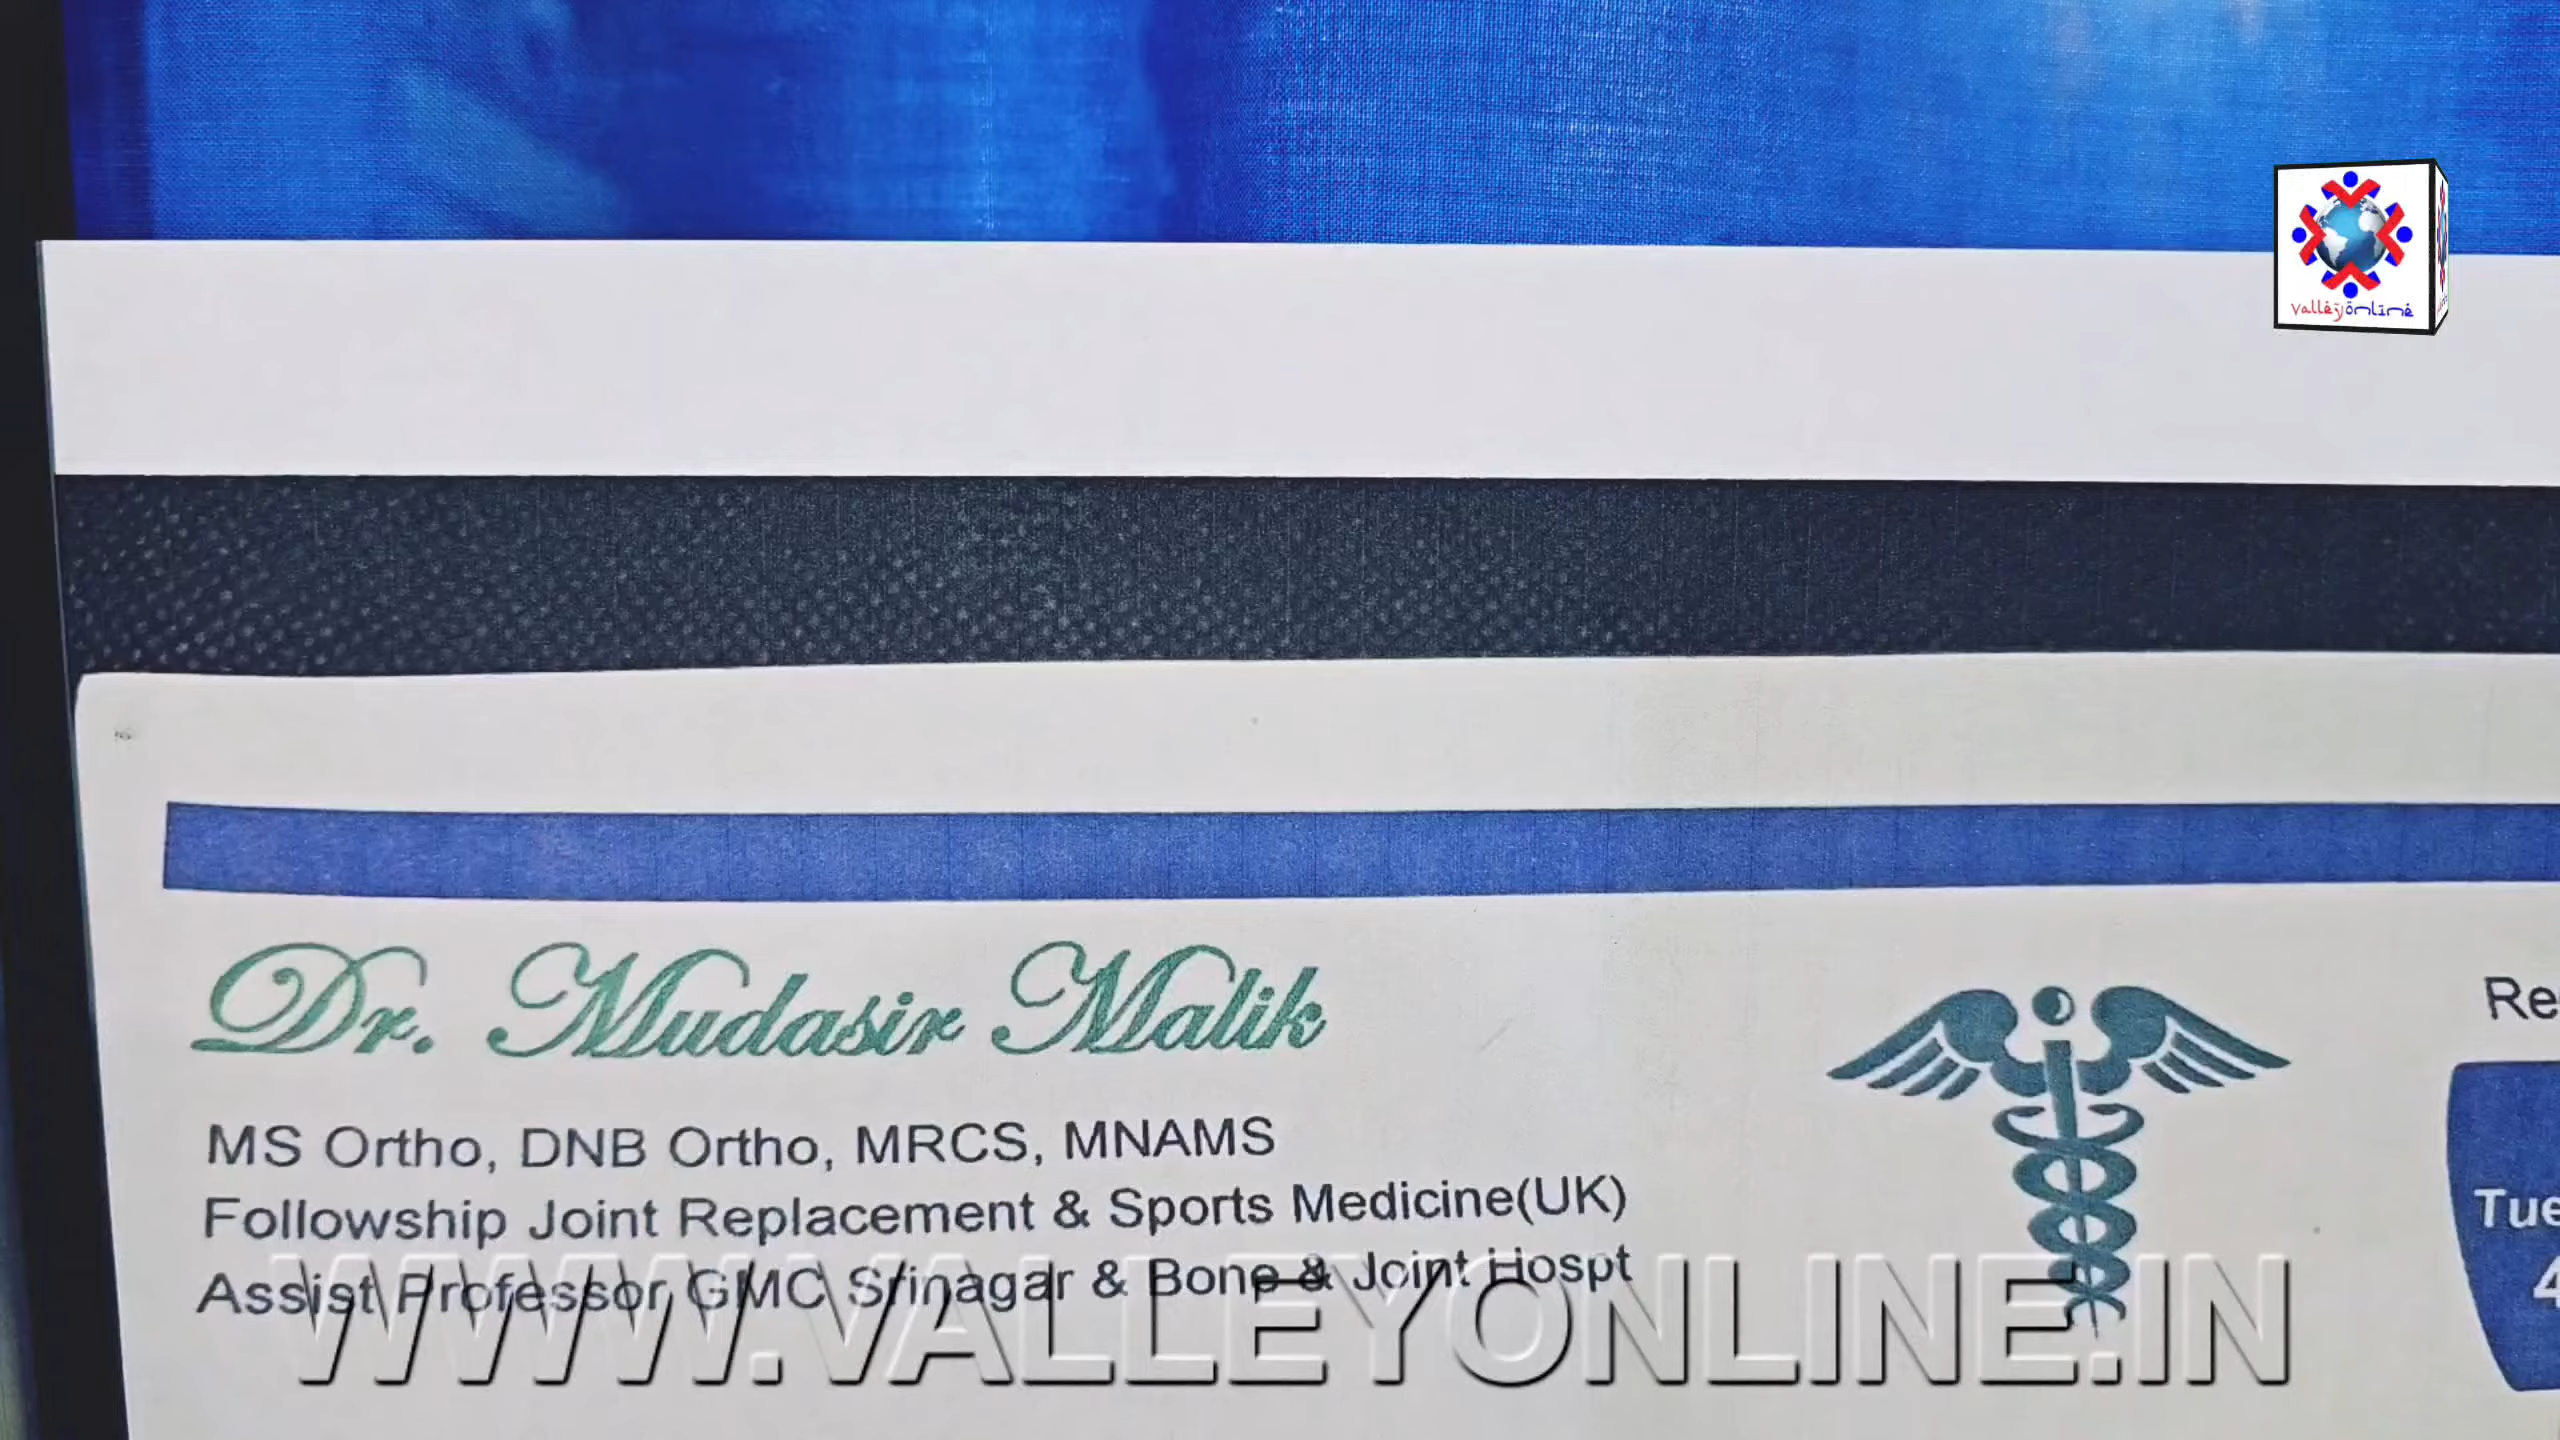 valleyonline
Dr. Mudasir Malik
MS Ortho, DNB Ortho, MRCS, MNAMS
Followship Joint Replacement & Sports Medicine(UK)
Assist Professor GMC Srinagar & Bone & Joint Hospt
Re
Tue
4
WWW.VALLEYONLINE.IN